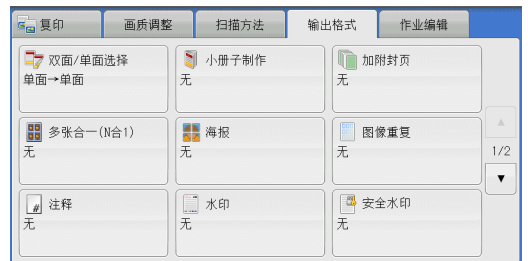 复印 画质调整 扫描方法 输出格式 作业编辑
双面/单面选择 小册子制作 加附封页
单面→单面 无 无
多张合一(N合1) 海报 图像重复
无 无 无
1/2
注释 水印 安全水印
无 无 无